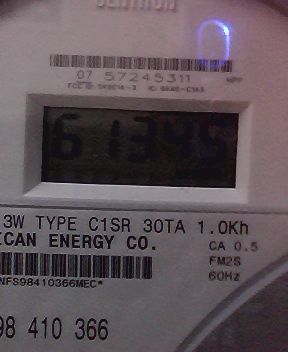 07 57245311
61345
3W TYPE C1SR 30TA 1.0Kh
ICAN ENERGY CO.
CA 0.5
FM2S
60Hz
NFS98410366MEC*
98 410 366